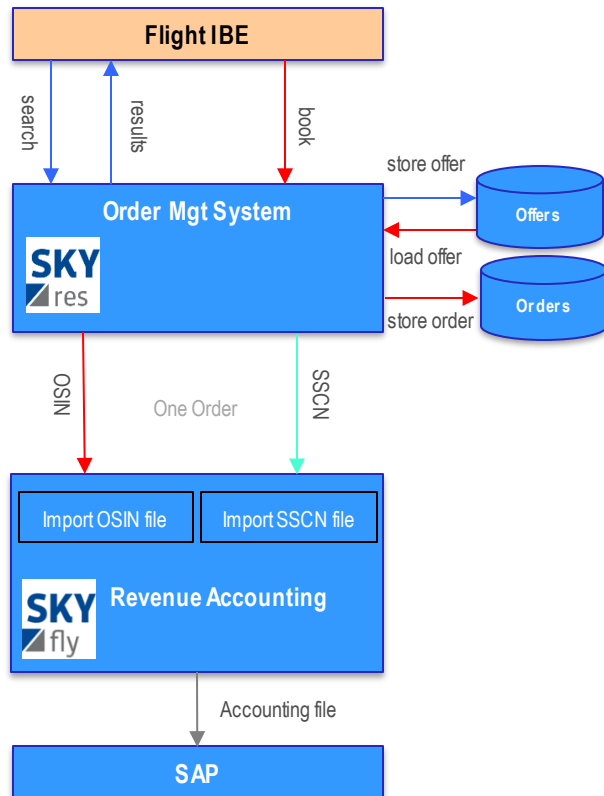 Flight IBE
search
results
book
store offer
Order Mgt System
Offers
SKY
res
load offer
Orders
store order
OSIN
One Order
SSCN
Import OSIN file
Import SSCN file
Revenue Accounting
SKY
fly
Accounting file
SAP